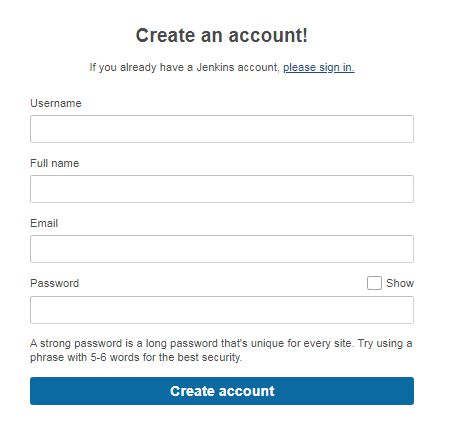 Create an account!
If you already have a Jenkins account, please sign in.
Username
Full name
Email
Password Show
A strong password is a long password that's unique for every site. Try using a
phrase with 5-6 words for the best security.
Create account